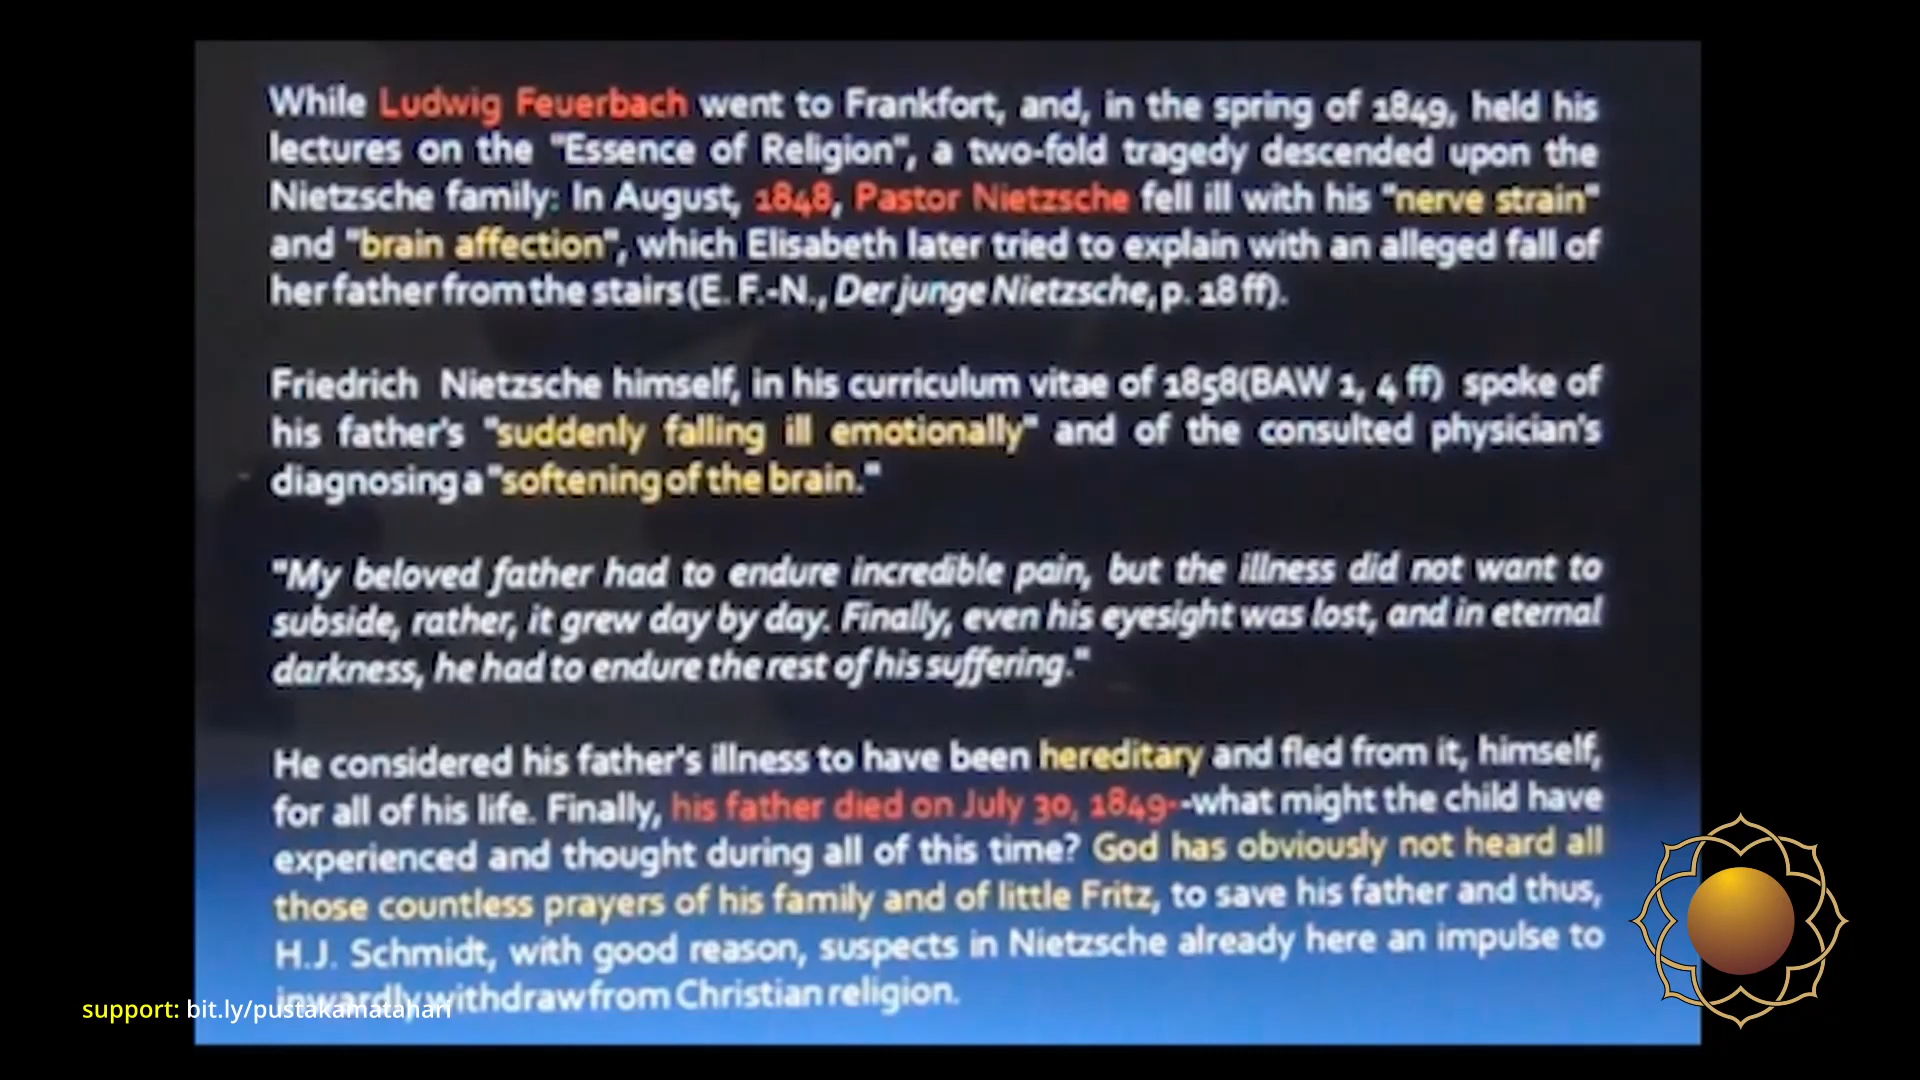 While Ludwig Feuerbach went to Frankfort, and, in the spring of 1849, held his
lectures on the "Essence of Religion", a two-fold tragedy descended upon the
Nietzsche family: In August, 1848, Pastor Nietzsche fell ill with his "nerve strain"
and "brain affection", which Elisabeth later tried to explain with an alleged fall of
her father from the stairs (E. F.-N., Der junge Nietzsche, p. 18 ff).
Friedrich Nietzsche himself, in his curriculum vitae of 1858(BAW 1, 4 ff) spoke of
his father's "suddenly falling ill emotionally" and of the consulted physician's
diagnosing a "softening of the brain."
"My beloved father had to endure incredible pain, but the illness did not want to
subside, rather, it grew day by day. Finally, even his eyesight was lost, and in eternal
darkness, he had to endure the rest of his suffering."
He considered his father's illness to have been hereditary and fled from it, himself,
for all of his life. Finally, his father died on July 30, 1849--what might the child have
experienced and thought during all of this time? God has obviously not heard all
those countless prayers of his family and of little Fritz, to save his father and thus,
H.J. Schmidt, with good reason, suspects in Nietzsche already here an impulse to
inwardly withdraw from Christian religion.
support: bit.ly/pustakamatahari